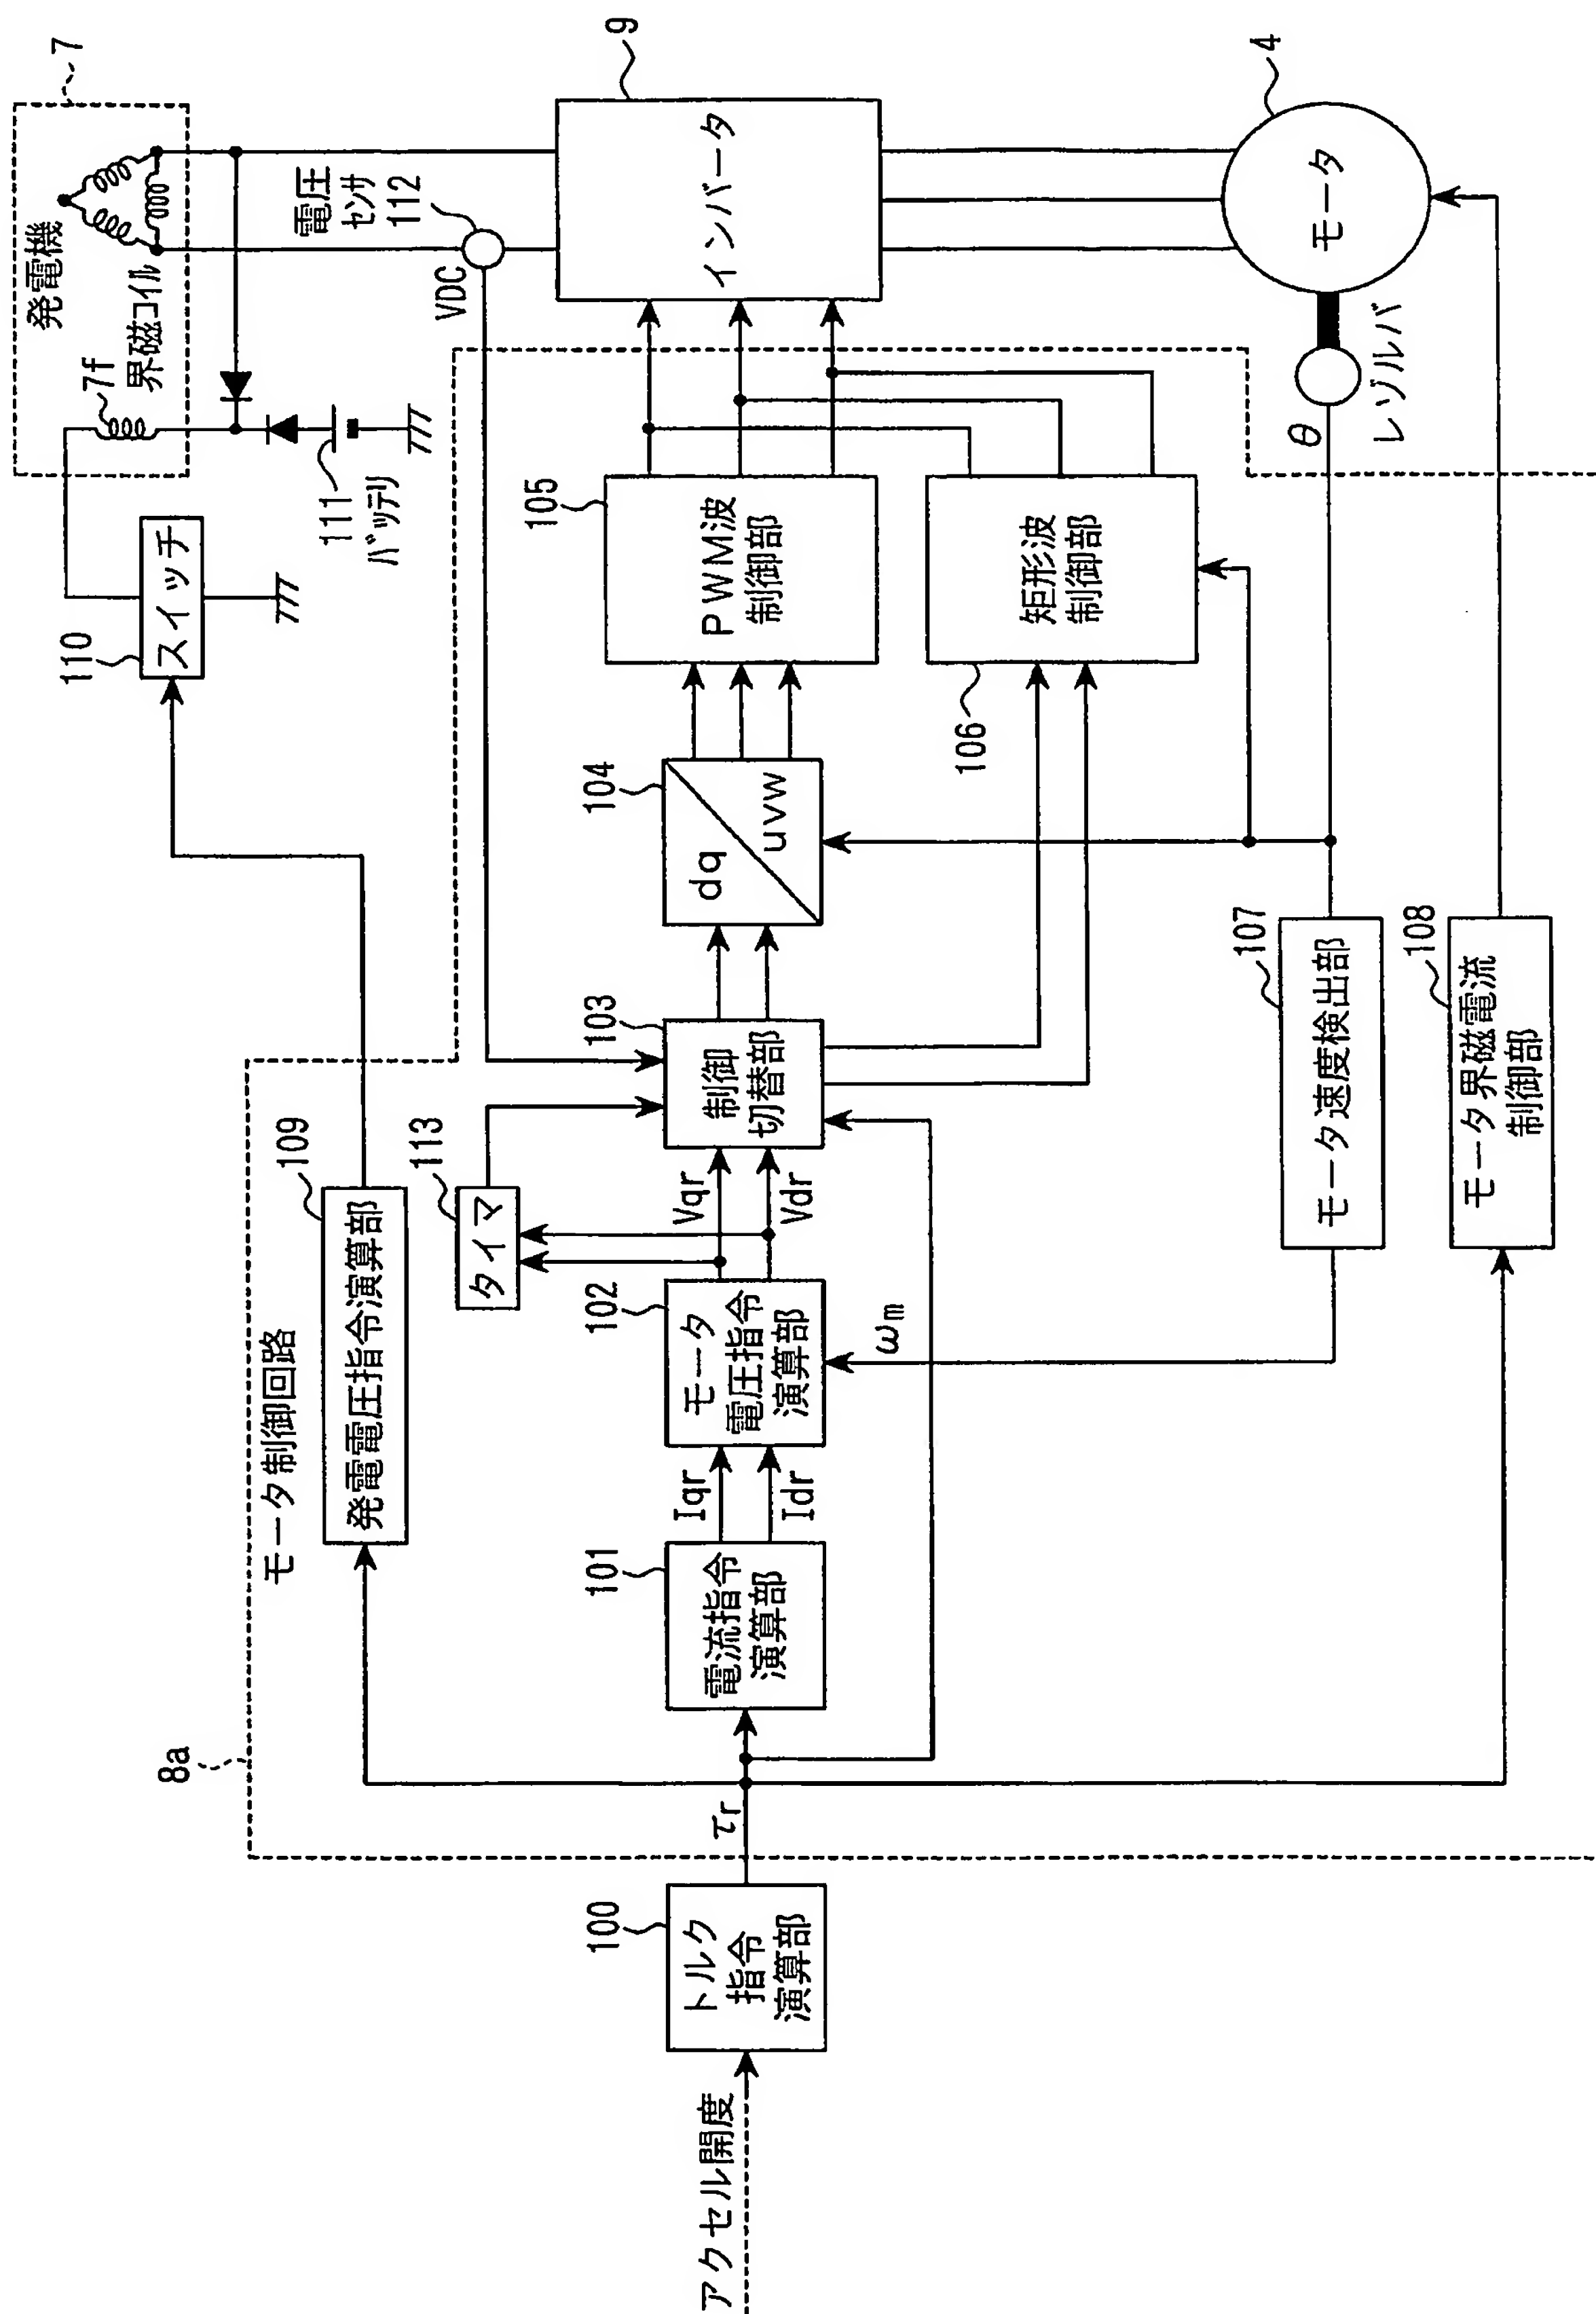 アクセル開度
100
トルク
指令
演算部
τr
8a
モータ制御回路
109
発電電圧指令演算部
101
電流指令
演算部
Iqr
Idr
102
モータ
電圧指令
演算部
ωm
113
タイマ
Vqr
Vdr
103
制御
切替部
104
dq
uvw
105
PWM波
制御部
106
矩形波
制御部
107
モータ速度検出部
108
モータ界磁電流
制御部
110
スイッチ
111
バッテリ
7f
界磁コイル
発電機
7
電圧
センサ
112
VDC
インバータ
9
θ
レゾルバ
モータ
4